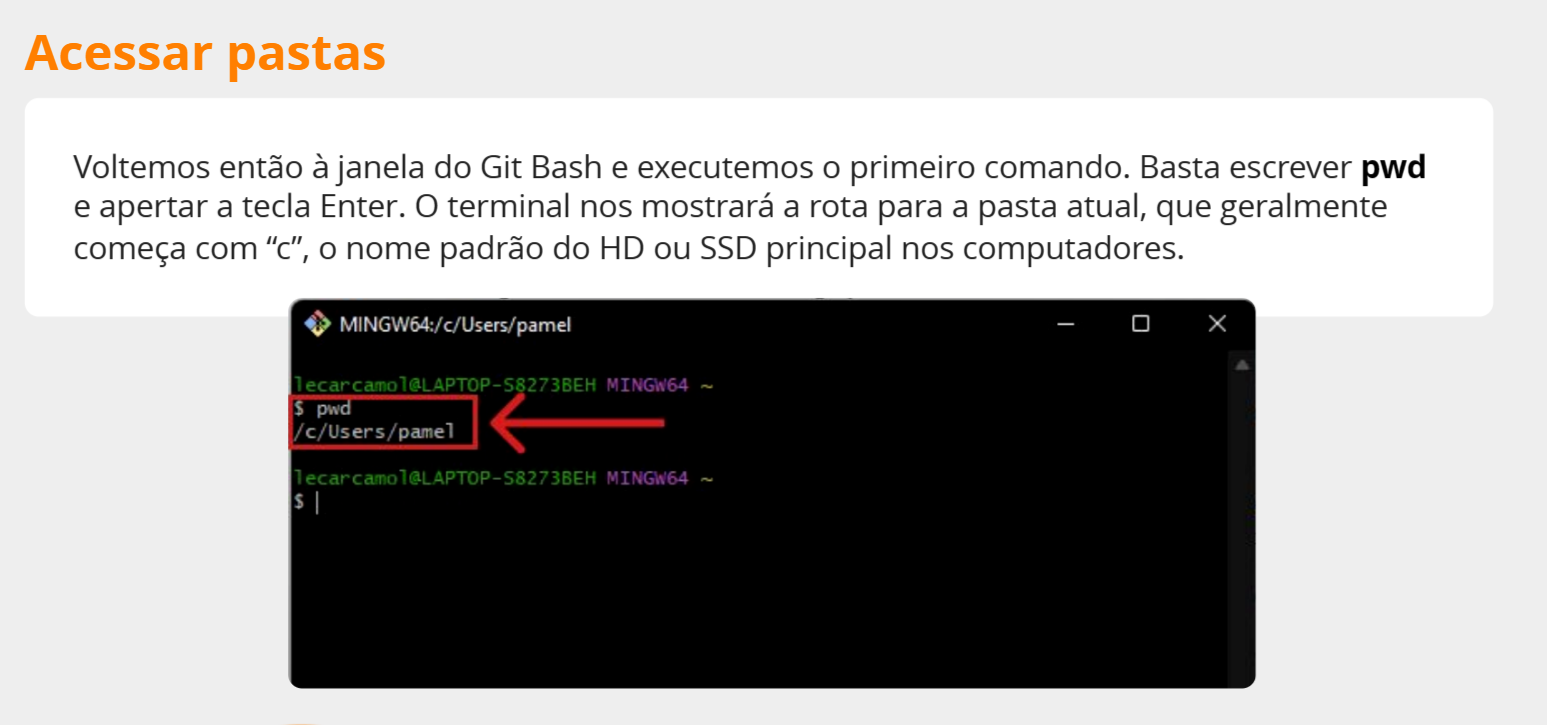 Acessar pastas
Voltemos então à janela do Git Bash e executemos o primeiro comando. Basta escrever pwd
e apertar a tecla Enter. O terminal nos mostrará a rota para a pasta atual, que geralmente
começa com “c”, o nome padrão do HD ou SSD principal nos computadores.
MINGW64:/c/Users/pamel
lecarcamol@LAPTOP-S8273BEH MINGW64 ~
$ pwd
/c/Users/pamel
lecarcamol@LAPTOP-S8273BEH MINGW64 ~
$